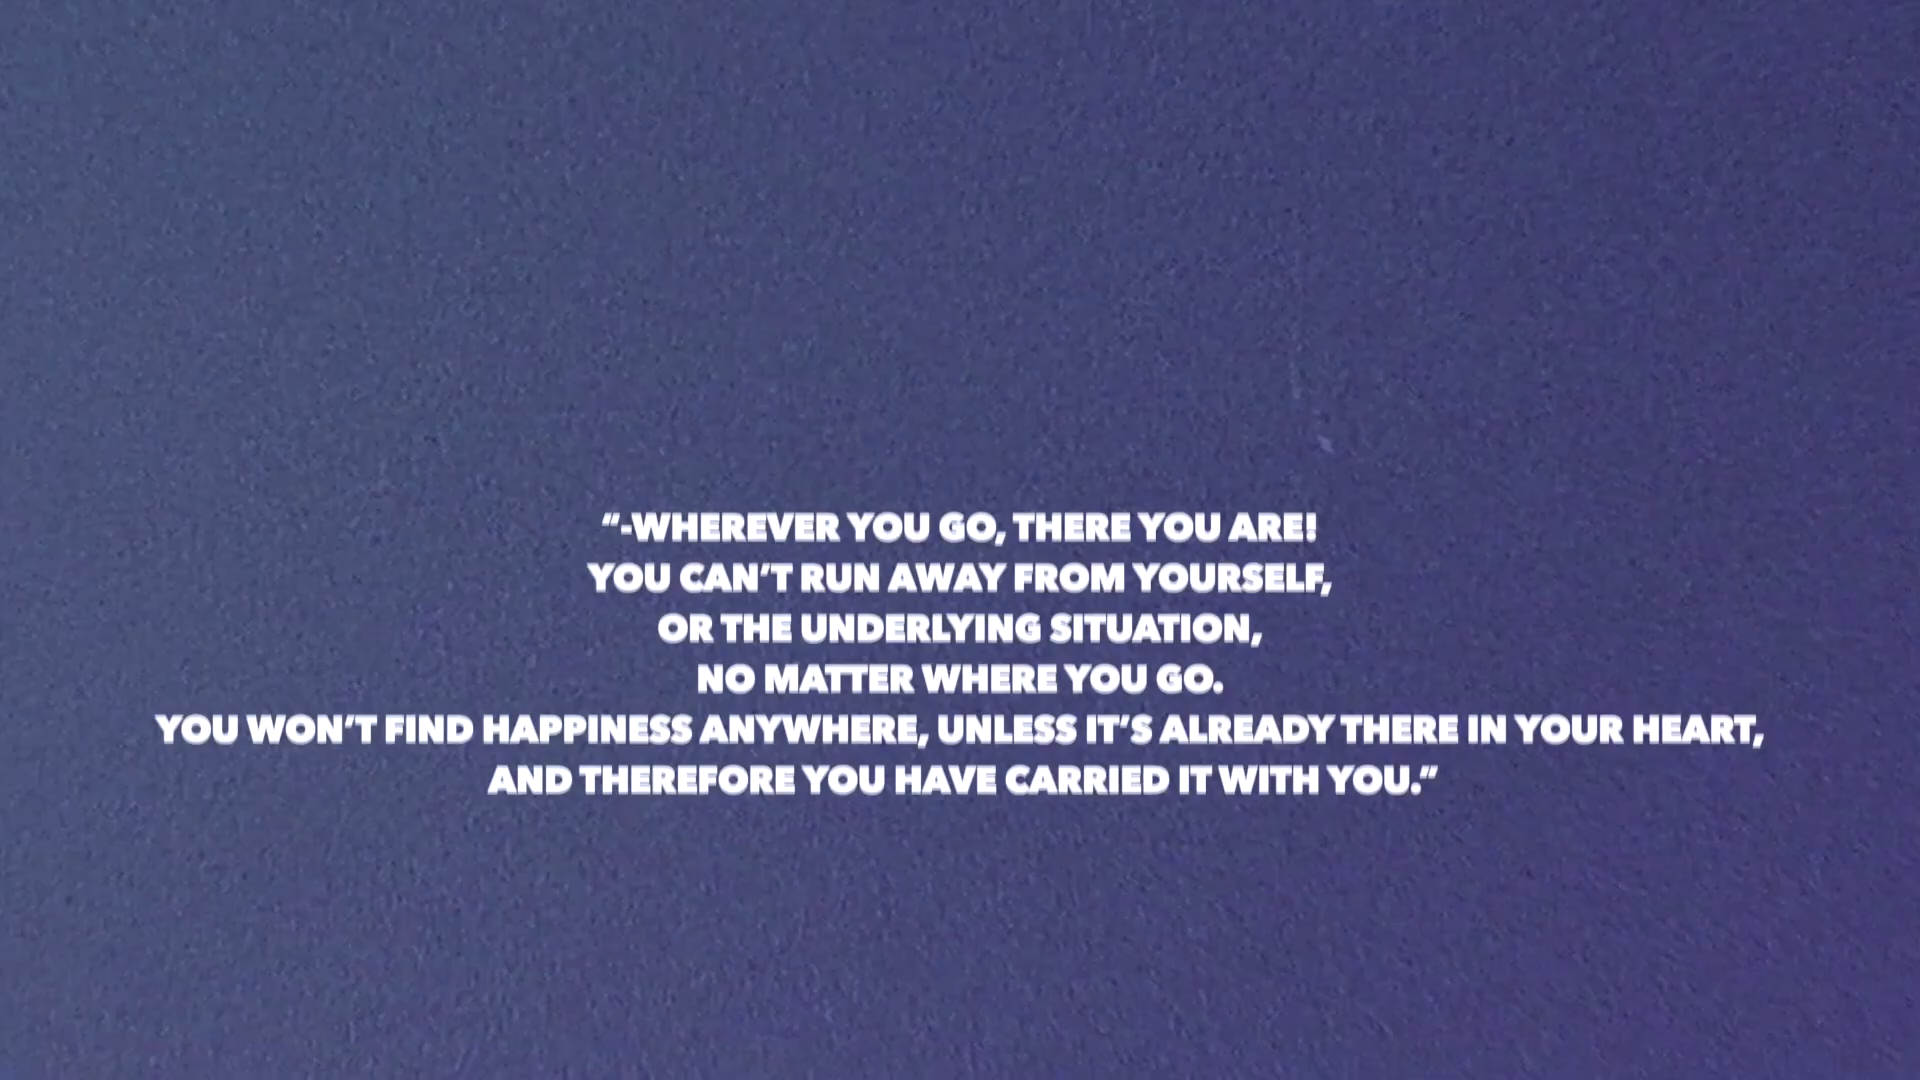 “-WHEREVER YOU GO, THERE YOU ARE!
YOU CAN’T RUN AWAY FROM YOURSELF,
OR THE UNDERLYING SITUATION,
NO MATTER WHERE YOU GO.
YOU WON’T FIND HAPPINESS ANYWHERE, UNLESS IT’S ALREADY THERE IN YOUR HEART,
AND THEREFORE YOU HAVE CARRIED IT WITH YOU.”